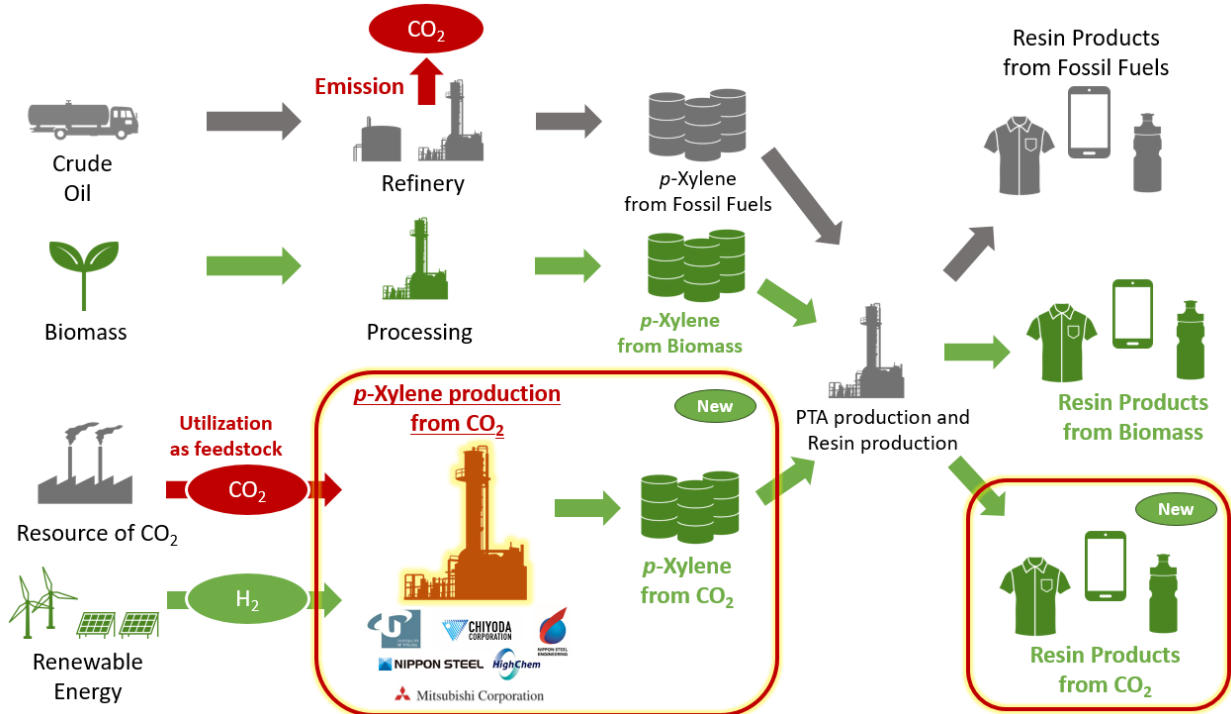 CO₂
Emission
Crude
Oil
Refinery
p-Xylene
from Fossil Fuels
Resin Products
from Fossil Fuels
Biomass
Processing
p-Xylene
from Biomass
PTA production and
Resin production
Resin Products
from Biomass
Resource of CO₂
Utilization
as feedstock
CO₂
Renewable
Energy
H₂
p-Xylene production
from CO₂
New
p-Xylene
from CO₂
CHIYODA
CORPORATION
NIPPON STEEL
ENGINEERING
NIPPON STEEL
HighChem
Mitsubishi Corporation
New
Resin Products
from CO₂